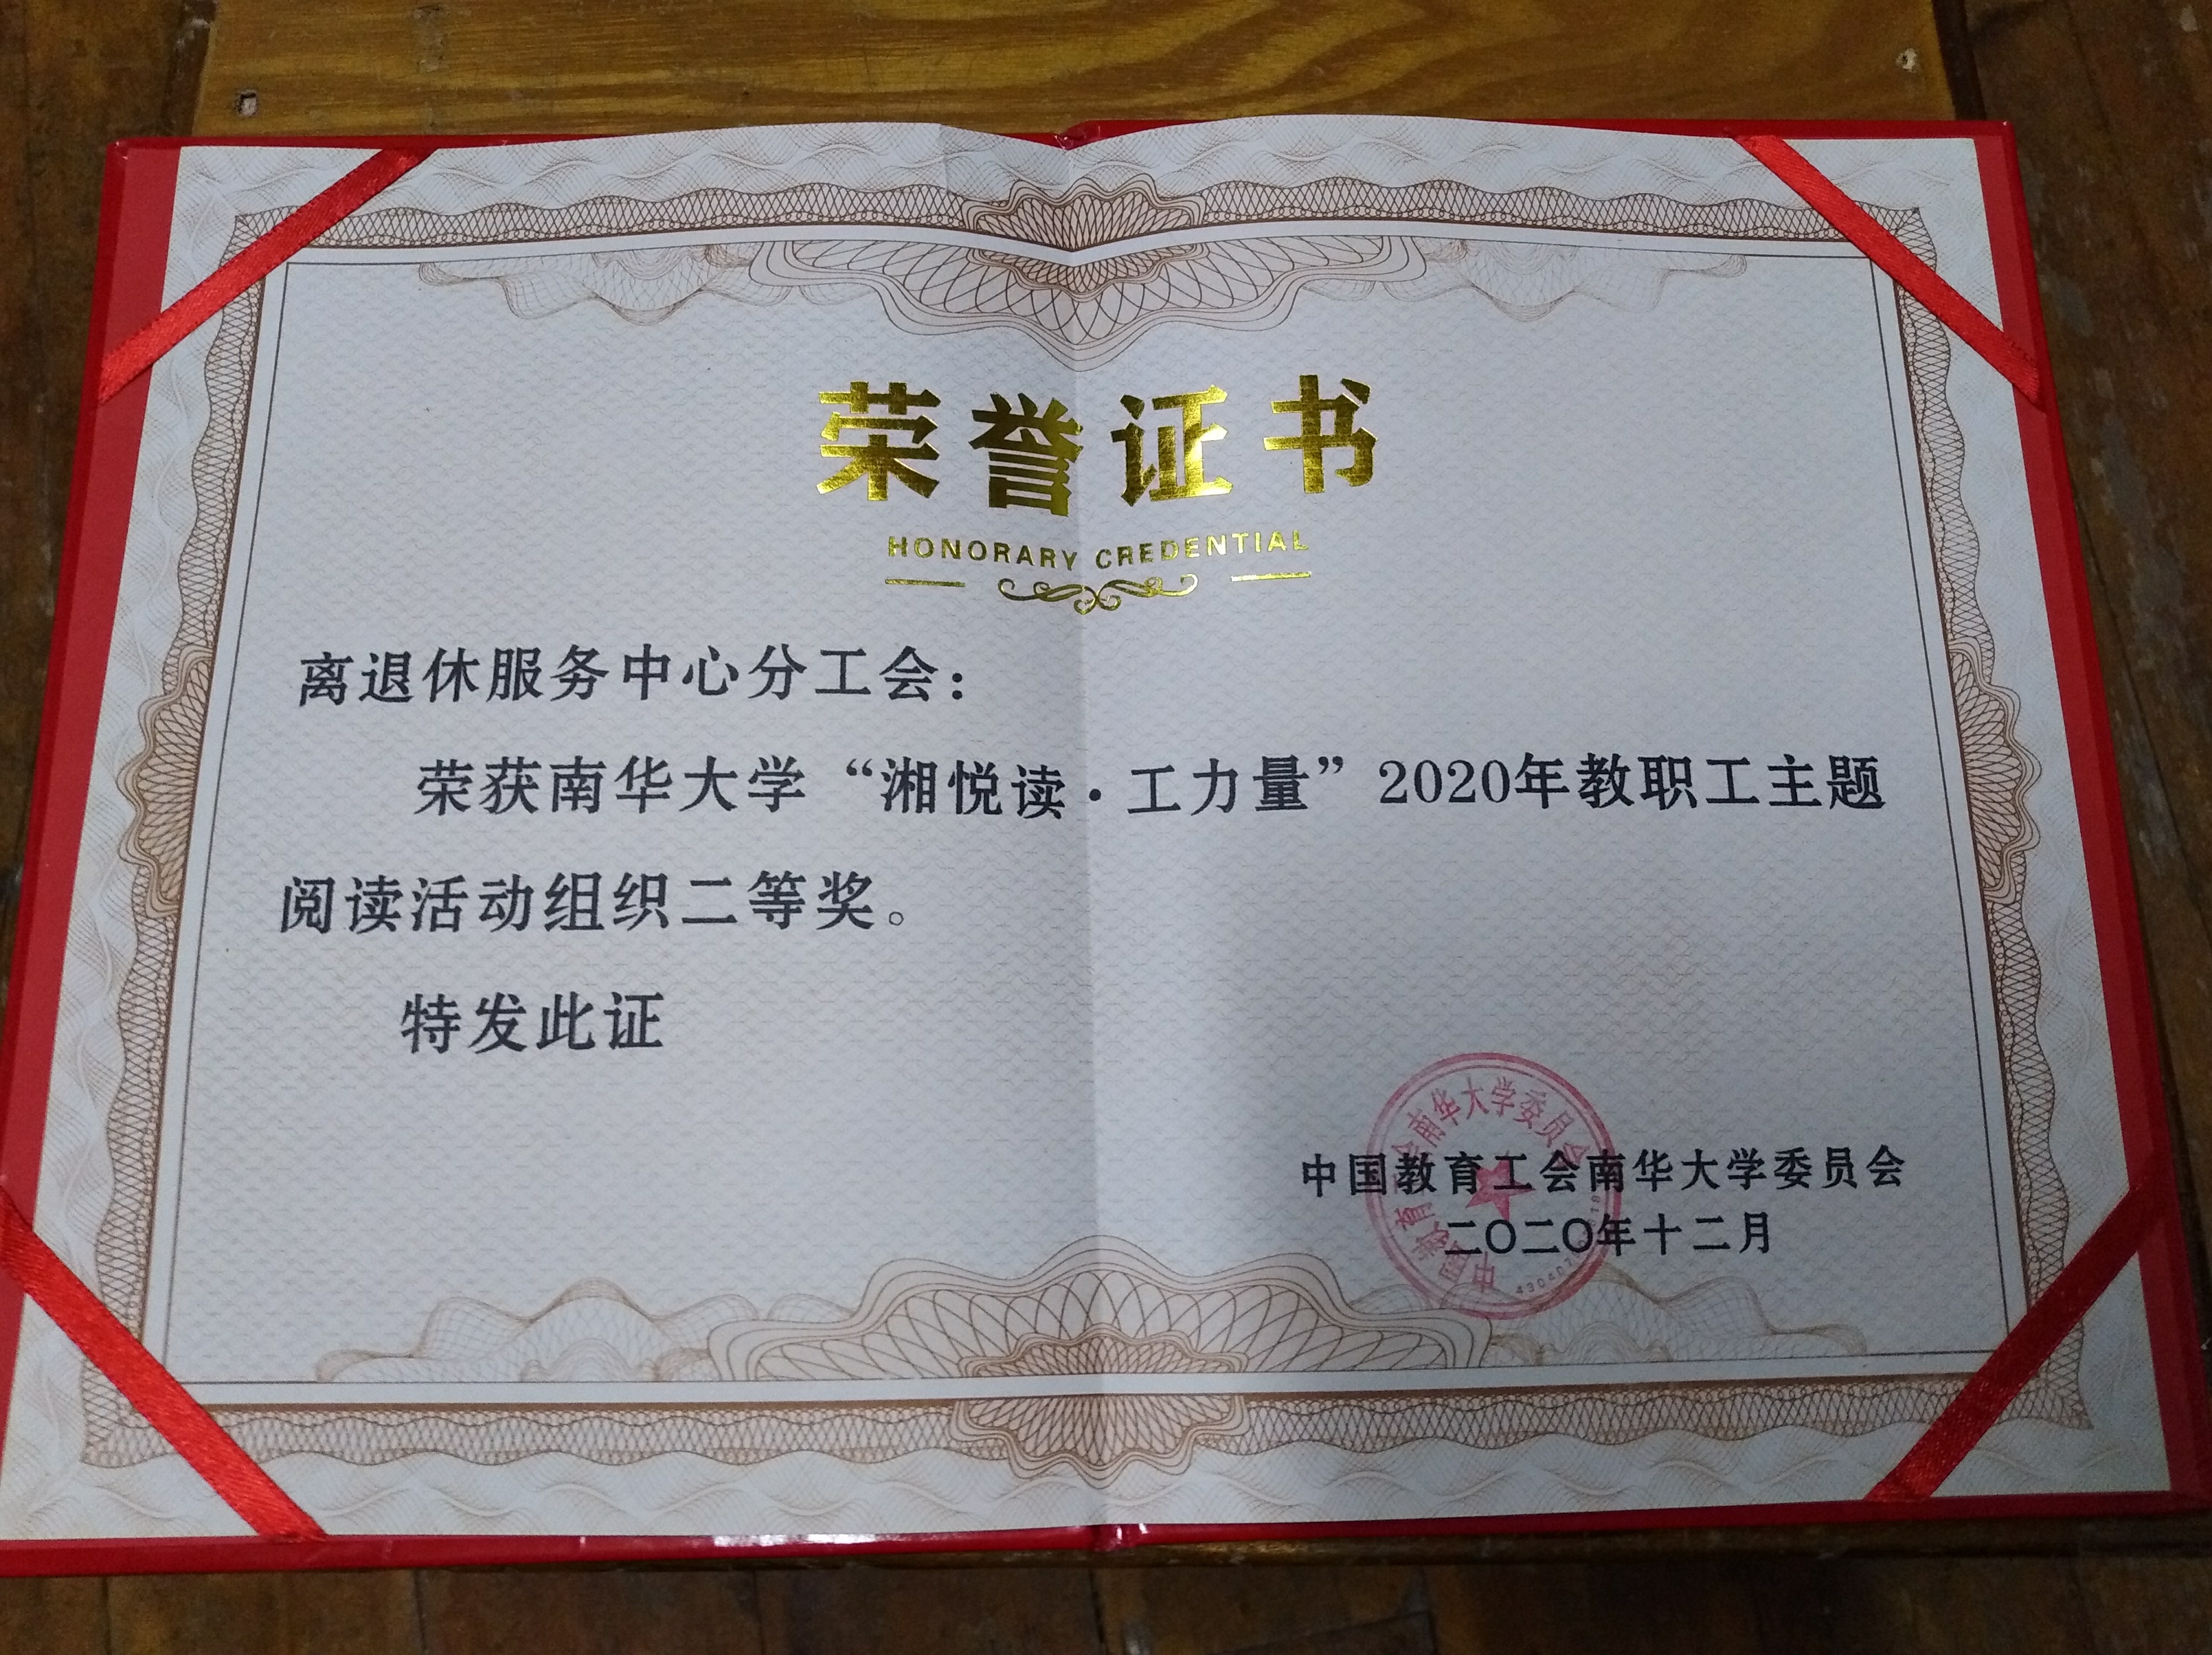 荣誉证书
HONORARY CREDENTIAL
离退休服务中心分工会：
荣获南华大学“湘悦读·工力量”2020年教职工主题
阅读活动组织二等奖。
特发此证
中国教育工会南华大学委员会
二〇二〇年十二月